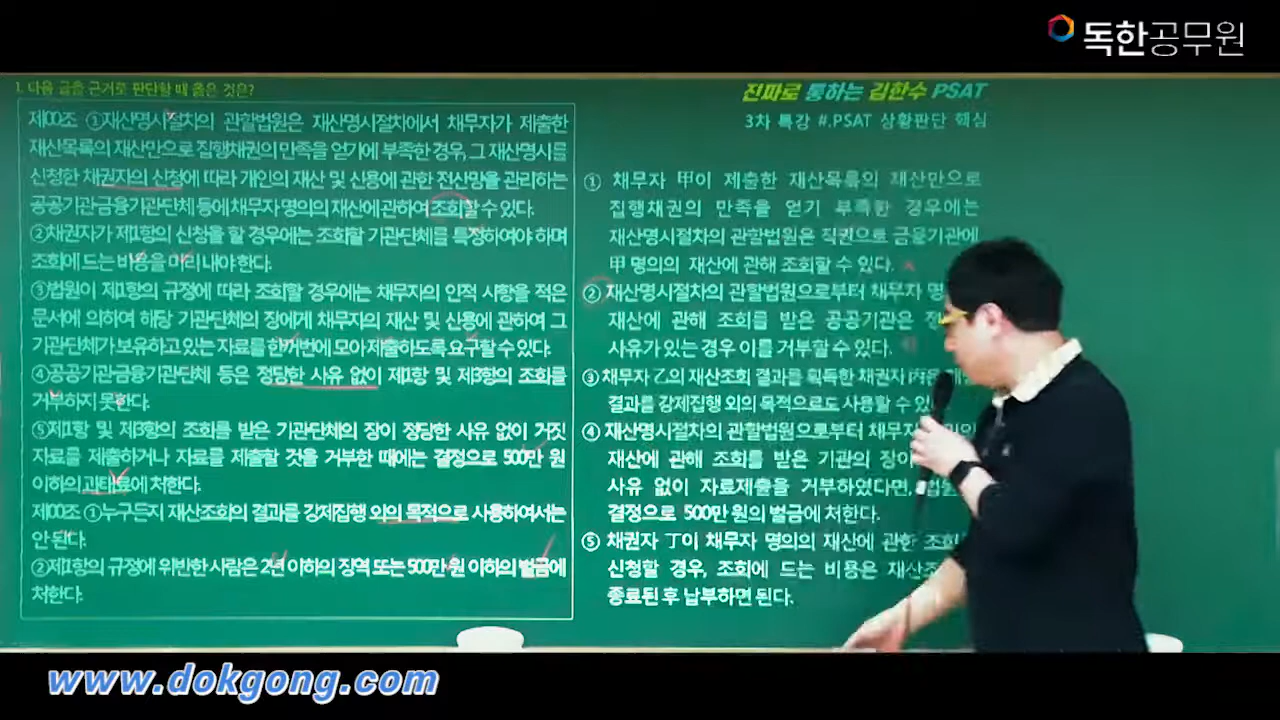 독한공무원
1. 다음 글을 근거로 판단할 때 옳은 것은?
진짜로 통하는 김한수 PSAT
3차 특강 #.PSAT 상황판단 핵심
제00조 ①재산명시절차의 관할법원은 재산명시절차에서 채무자가 제출한
재산목록의 재산만으로 집행채권의 만족을 얻기에 부족한 경우, 그 재산명시를
신청한 채권자의 신청에 따라 개인의 재산 및 신용에 관한 전산망을 관리하는
공공기관금융기관단체 등에 채무자 명의의 재산에 관하여 조회할 수 있다.
②채권자가 제1항의 신청을 할 경우에는 조회할 기관단체를 특정하여야 하며
조회에 드는 비용을 미리 내야 한다.
③법원이 제1항의 규정에 따라 조회할 경우에는 채무자의 인적 사항을 적은
문서에 의하여 해당 기관단체의 장에게 채무자의 재산 및 신용에 관하여 그
기관단체가 보유하고 있는 자료를 한꺼번에 모아 제출하도록 요구할 수 있다.
④공공기관금융기관단체 등은 정당한 사유 없이 제1항 및 제3항의 조회를
거부하지 못한다.
⑤제1항 및 제3항의 조회를 받은 기관단체의 장이 정당한 사유 없이 거짓
자료를 제출하거나 자료를 제출할 것을 거부한 때에는 결정으로 500만 원
이하의 과태료에 처한다.
제00조 ①누구든지 재산조회의 결과를 강제집행 외의 목적으로 사용하여서는
안 된다.
②제1항의 규정에 위반한 사람은 2년 이하의 징역 또는 500만 원 이하의 벌금에
처한다.
① 채무자 甲이 제출한 재산목록의 재산만으로
집행채권의 만족을 얻기 부족한 경우에는
재산명시절차의 관할법원은 직권으로 금융기관에
甲 명의의 재산에 관해 조회할 수 있다.
② 재산명시절차의 관할법원으로부터 채무자
재산에 관해 조회를 받은 공공기관은
사유가 있는 경우 이를 거부할 수 있다.
③ 채무자 乙의 재산조회 결과를 획득한 채권자 丙은
결과를 강제집행 외의 목적으로도 사용할 수
④ 재산명시절차의 관할법원으로부터 채무자
재산에 관해 조회를 받은 기관의 장이
사유 없이 자료제출을 거부하였다면,
결정으로 500만 원의 벌금에 처한다.
⑤ 채권자 丁이 채무자 명의의 재산에 관한 조회
신청할 경우, 조회에 드는 비용은
종료된 후 납부하면 된다.
www.dokgong.com